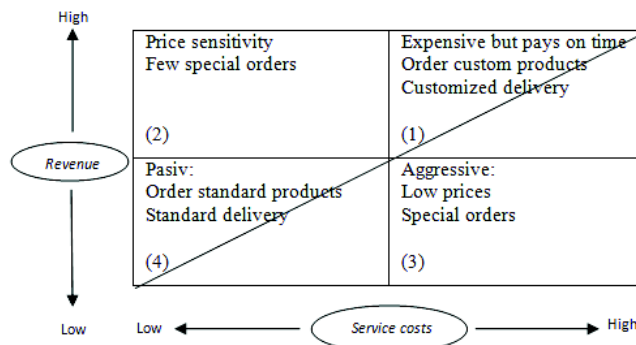 High
Price sensitivity
Few special orders
(2)
Expensive but pays on time
Order custom products
Customized delivery
(1)
Revenue
Pasiv:
Order standard products
Standard delivery
(4)
Aggressive:
Low prices
Special orders
(3)
Low
Low
Service costs
High